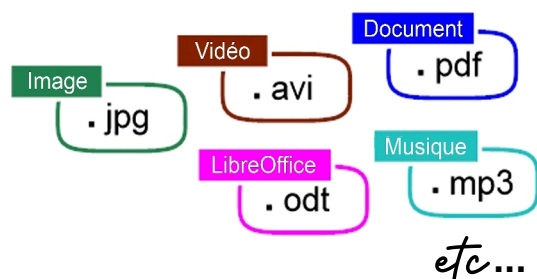 Image
.jpg
Vidéo
.avi
Document
.pdf
LibreOffice
.odt
Musique
.mp3
etc...